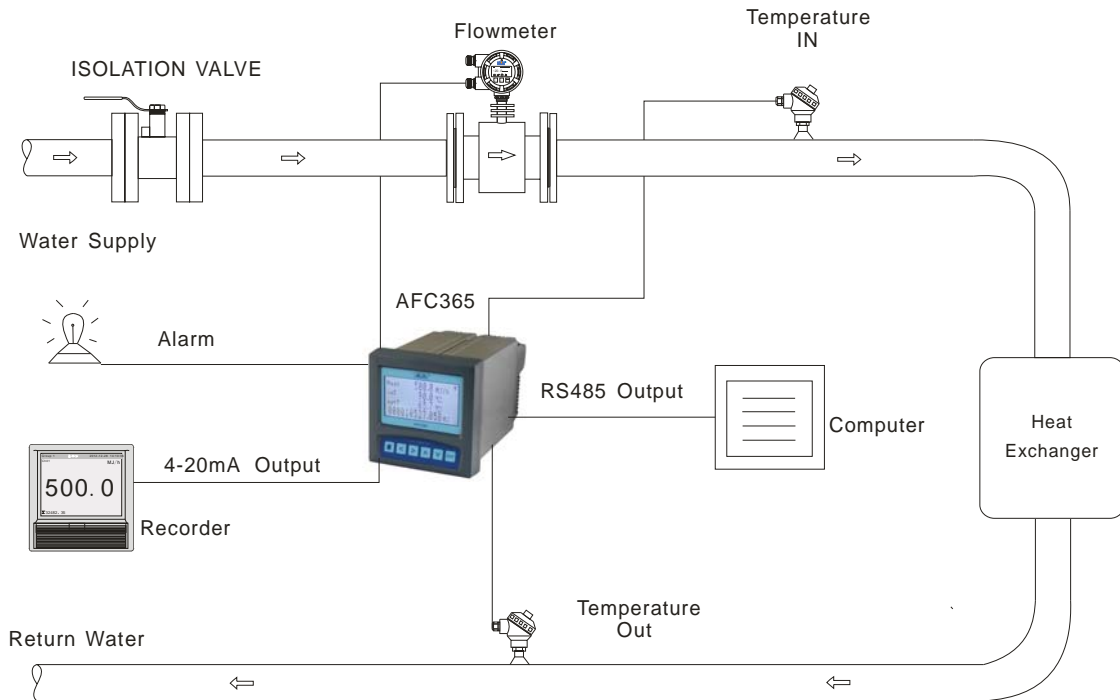 Temperature
IN
Flowmeter
ISOLATION VALVE
Water Supply
AFC365
Alarm
RS485 Output
Computer
Heat
Exchanger
4-20mA Output
MJ/h
500.0
Recorder
Temperature
Out
Return Water